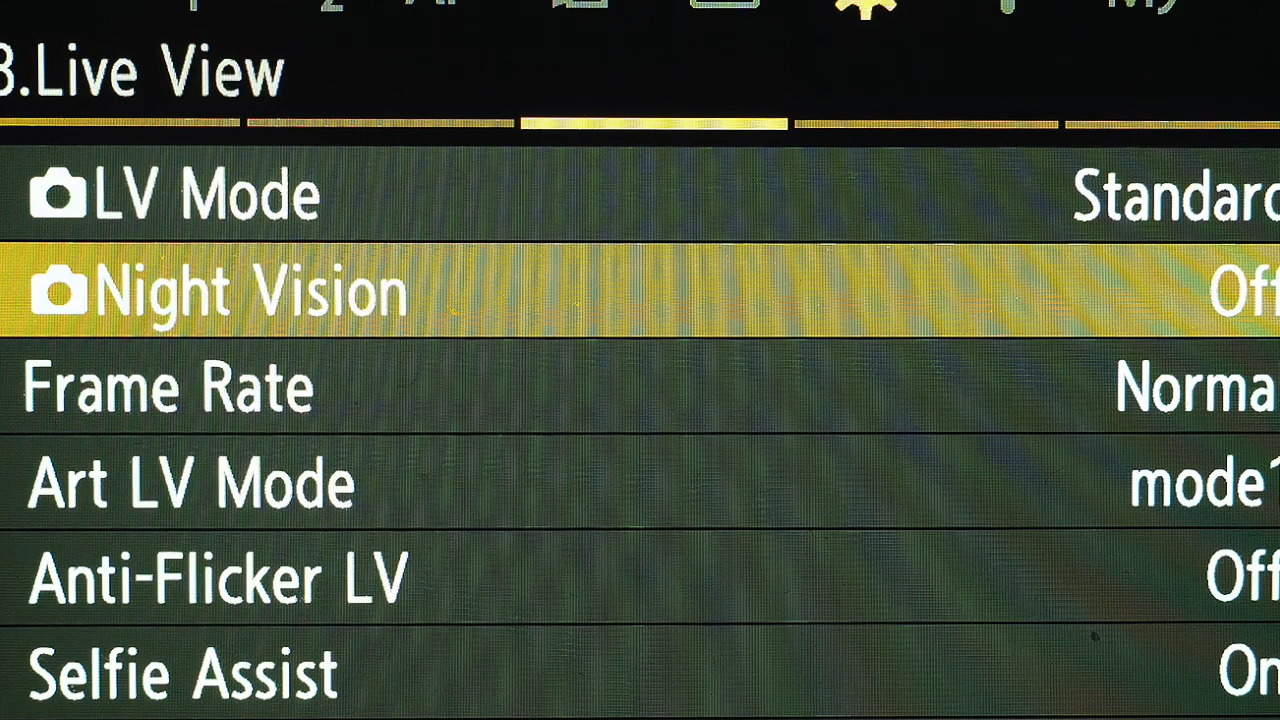 3.Live View
LV Mode Standard
Night Vision Off
Frame Rate Norma
Art LV Mode mode1
Anti-Flicker LV Off
Selfie Assist On